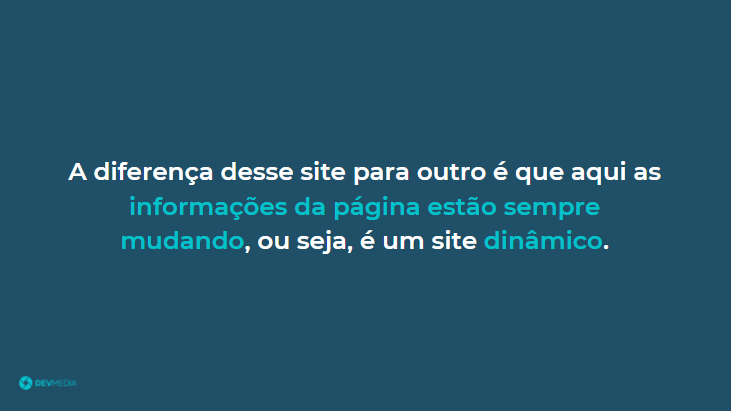 A diferença desse site para outro é que aqui as
informações da página estão sempre
mudando, ou seja, é um site dinâmico.
DEVMEDIA